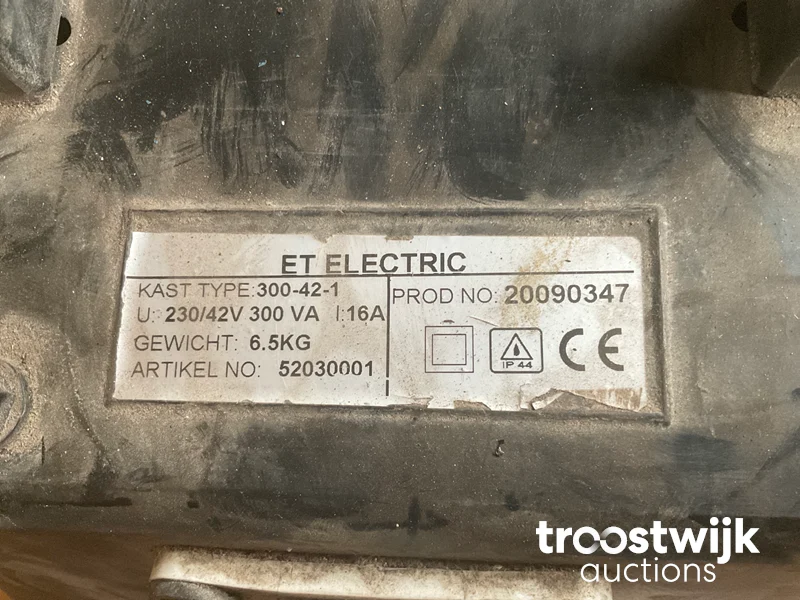 ET ELECTRIC
KAST TYPE: 300-42-1
U: 230/42V 300 VA I:16A
GEWICHT: 6.5KG
ARTIKEL NO: 52030001
PROD NO: 20090347
IP 44
CE
troostwijk
auctions